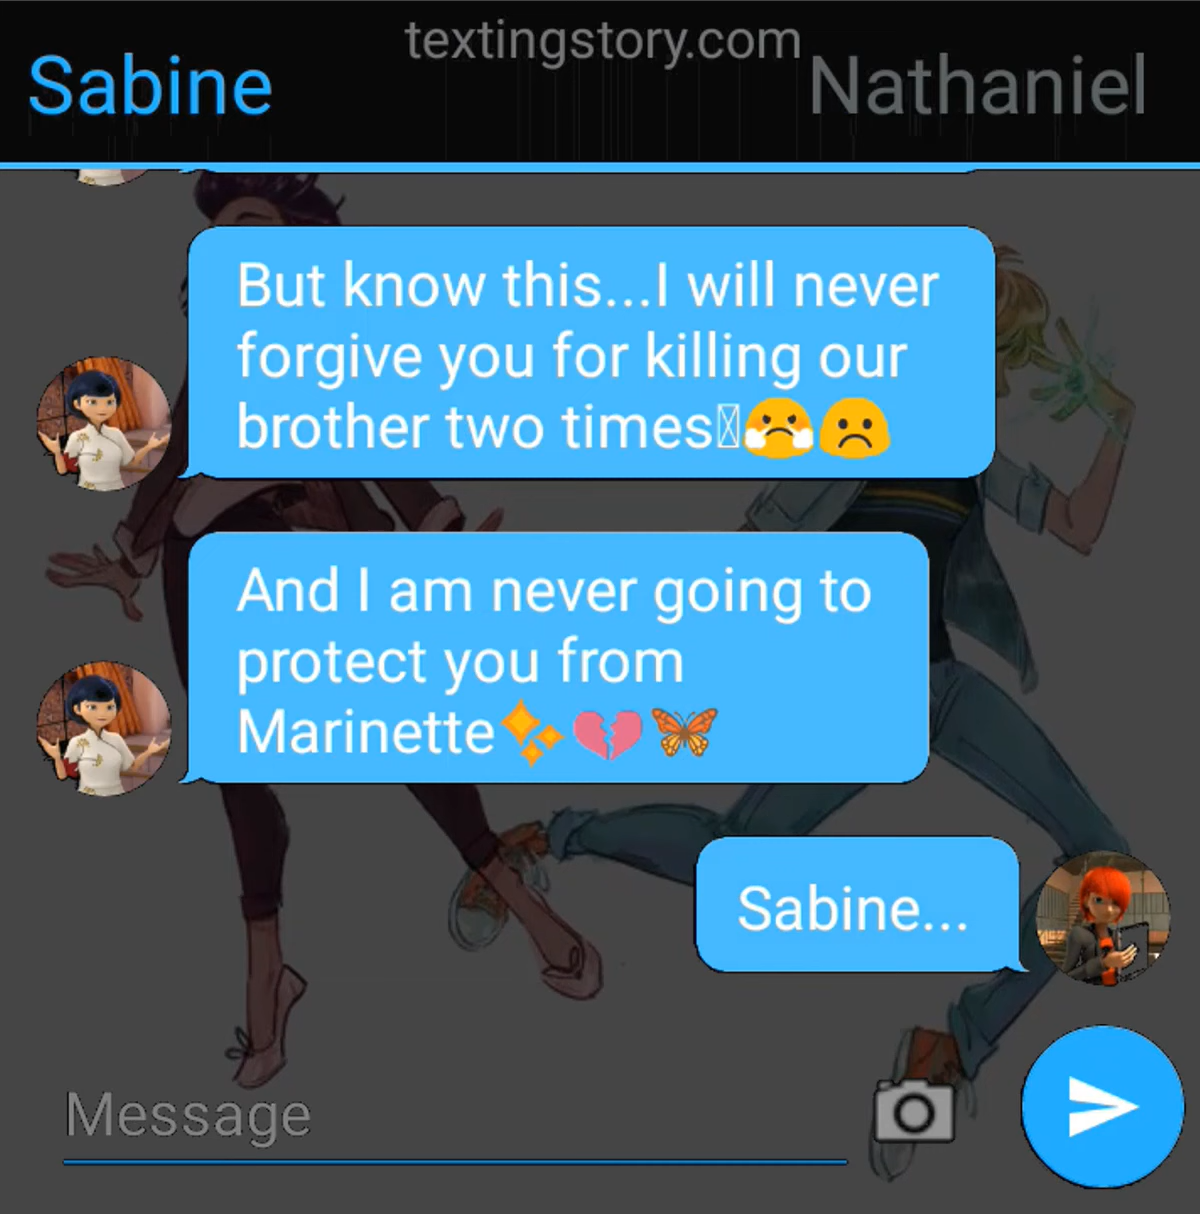 textingstory.com
Sabine
Nathaniel
But know this...I will never
forgive you for killing our
brother two times😤☹️
And I am never going to
protect you from
Marinette✨💔🦋
Sabine...
Message